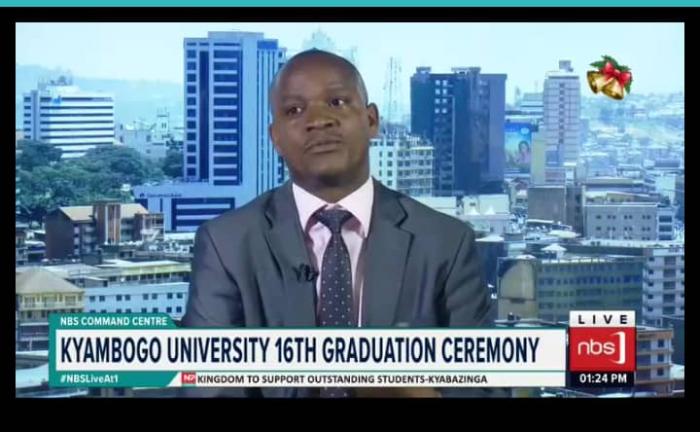 NBS COMMAND CENTRE
LIVE
KYAMBOGO UNIVERSITY 16TH GRADUATION CEREMONY
nbs
#NBSLiveAt1
KINGDOM TO SUPPORT OUTSTANDING STUDENTS-KYABAZINGA
01:24 PM